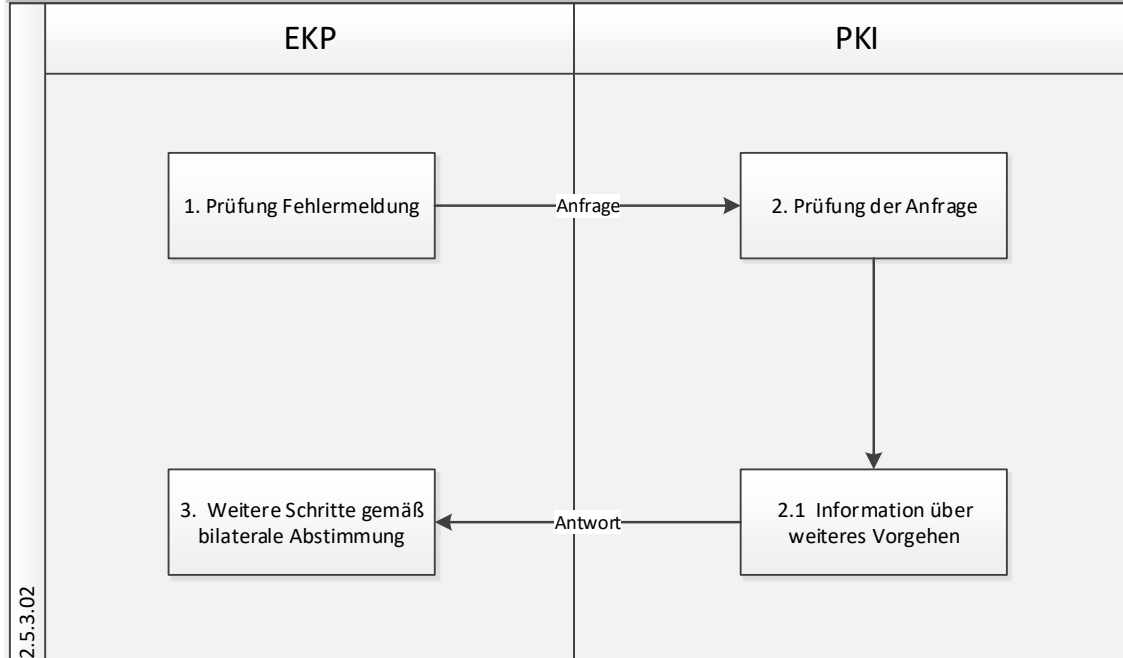 EKP
PKI
1. Prüfung Fehlermeldung
Anfrage
2. Prüfung der Anfrage
3. Weitere Schritte gemäß
bilaterale Abstimmung
Antwort
2.1 Information über
weiteres Vorgehen
2.5.3.02